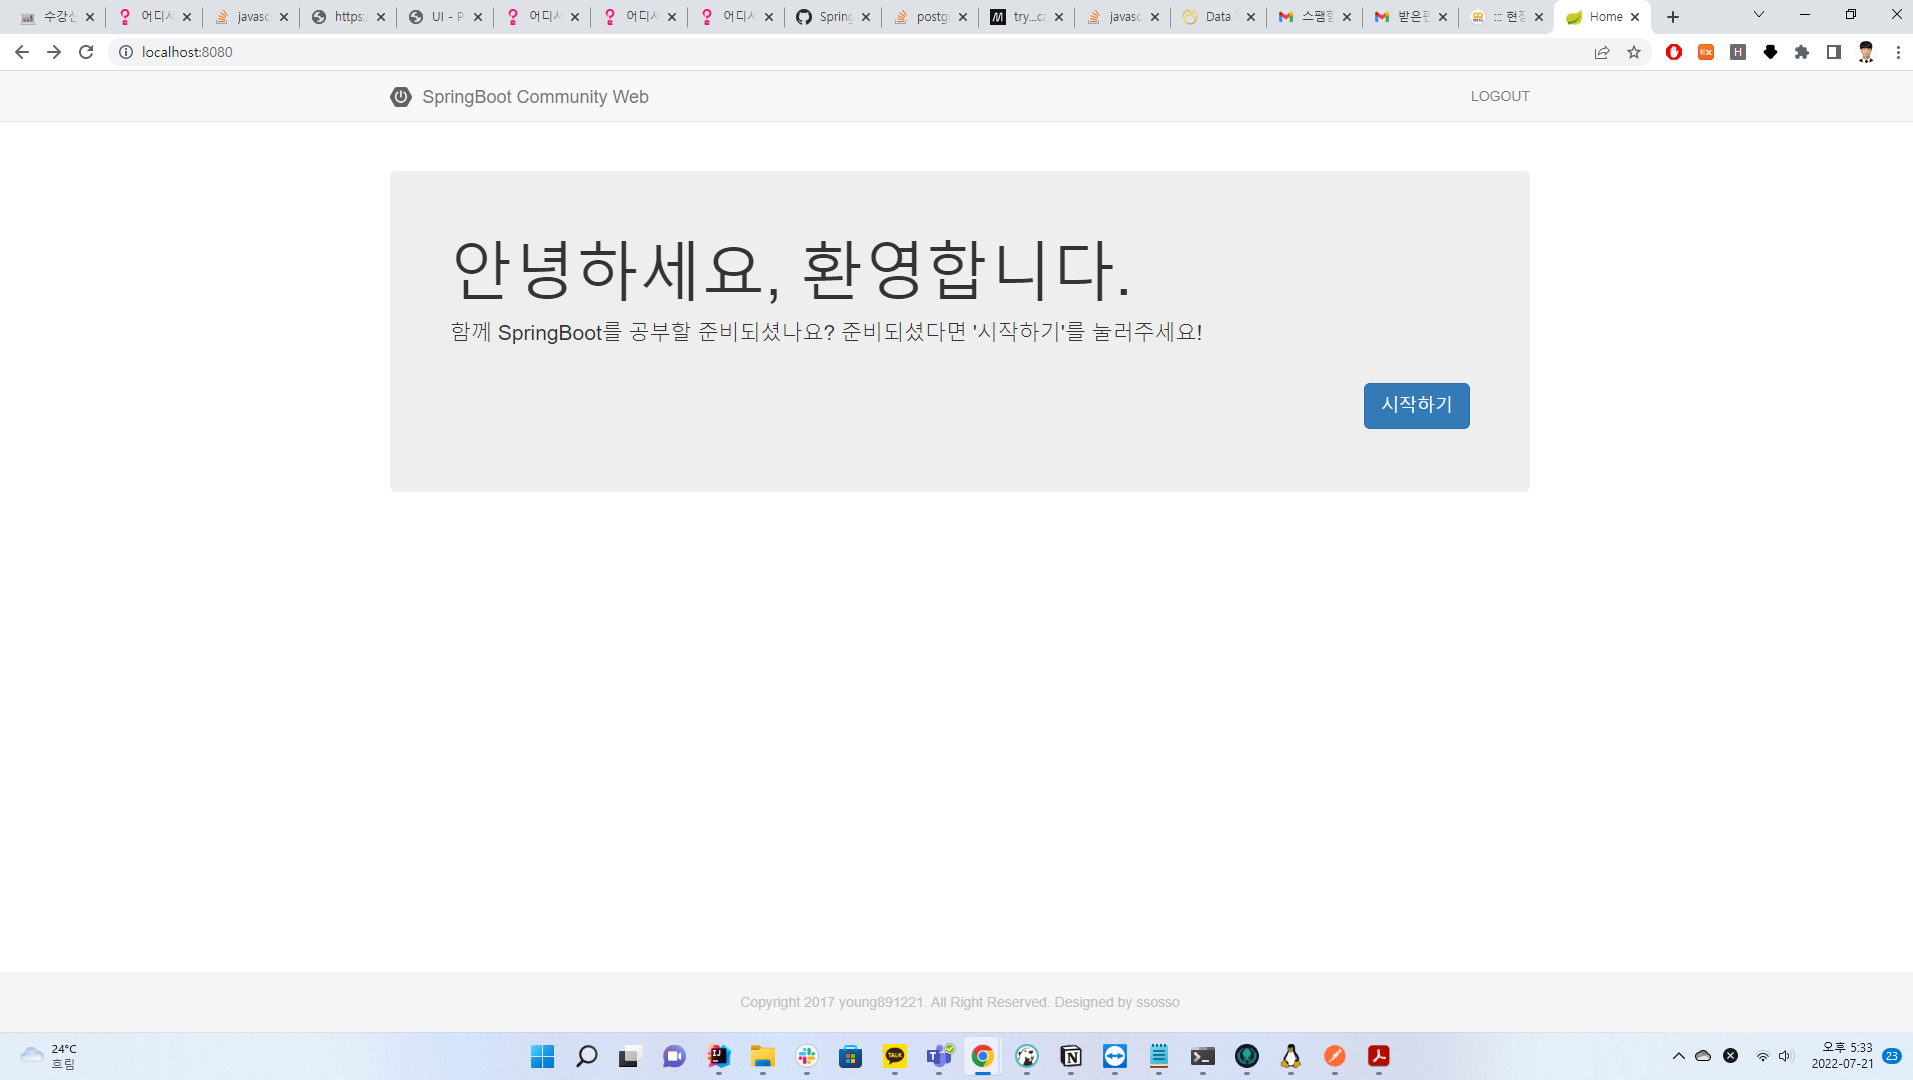 수강신
어디서
javasc
https:/
UI - P
어디서
어디서
어디서
Spring
postgr
try...ca
javasc
Data
스팸함
받은편
::: 현장
Home
localhost:8080
SpringBoot Community Web
LOGOUT
안녕하세요, 환영합니다.
함께 SpringBoot를 공부할 준비되셨나요? 준비되셨다면 '시작하기'를 눌러주세요!
시작하기
Copyright 2017 young891221. All Right Reserved. Designed by ssosso
24°C
흐림
오후 5:33
2022-07-21
23